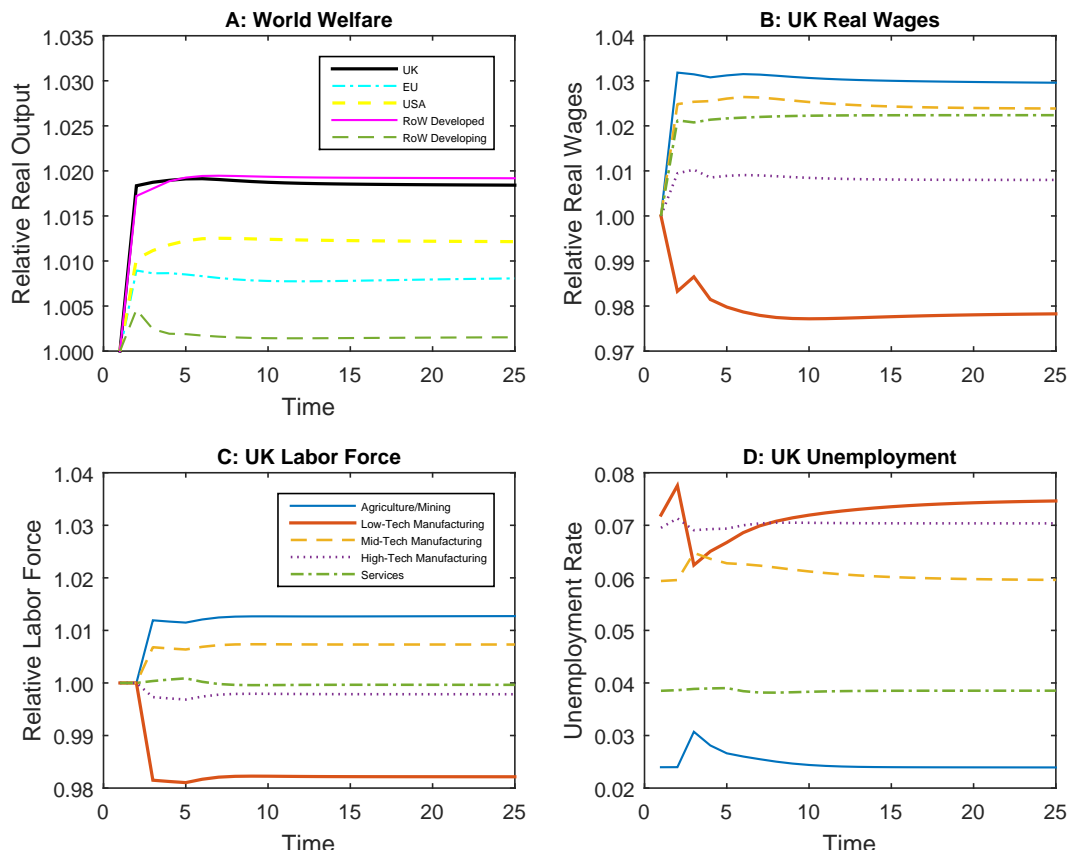 A: World Welfare
1.035
1.030
1.025
1.020
1.015
1.010
1.005
1.000
Relative Real Output
UK
EU
USA
RoW Developed
RoW Developing
0 5 10 15 20 25
Time
B: UK Real Wages
1.04
1.03
1.02
1.01
1.00
0.99
0.98
0.97
Relative Real Wages
0 5 10 15 20 25
Time
C: UK Labor Force
1.04
1.03
1.02
1.01
1.00
0.99
0.98
Relative Labor Force
Agriculture/Mining
Low-Tech Manufacturing
Mid-Tech Manufacturing
High-Tech Manufacturing
Services
0 5 10 15 20 25
Time
D: UK Unemployment
0.08
0.07
0.06
0.05
0.04
0.03
0.02
Unemployment Rate
0 5 10 15 20 25
Time